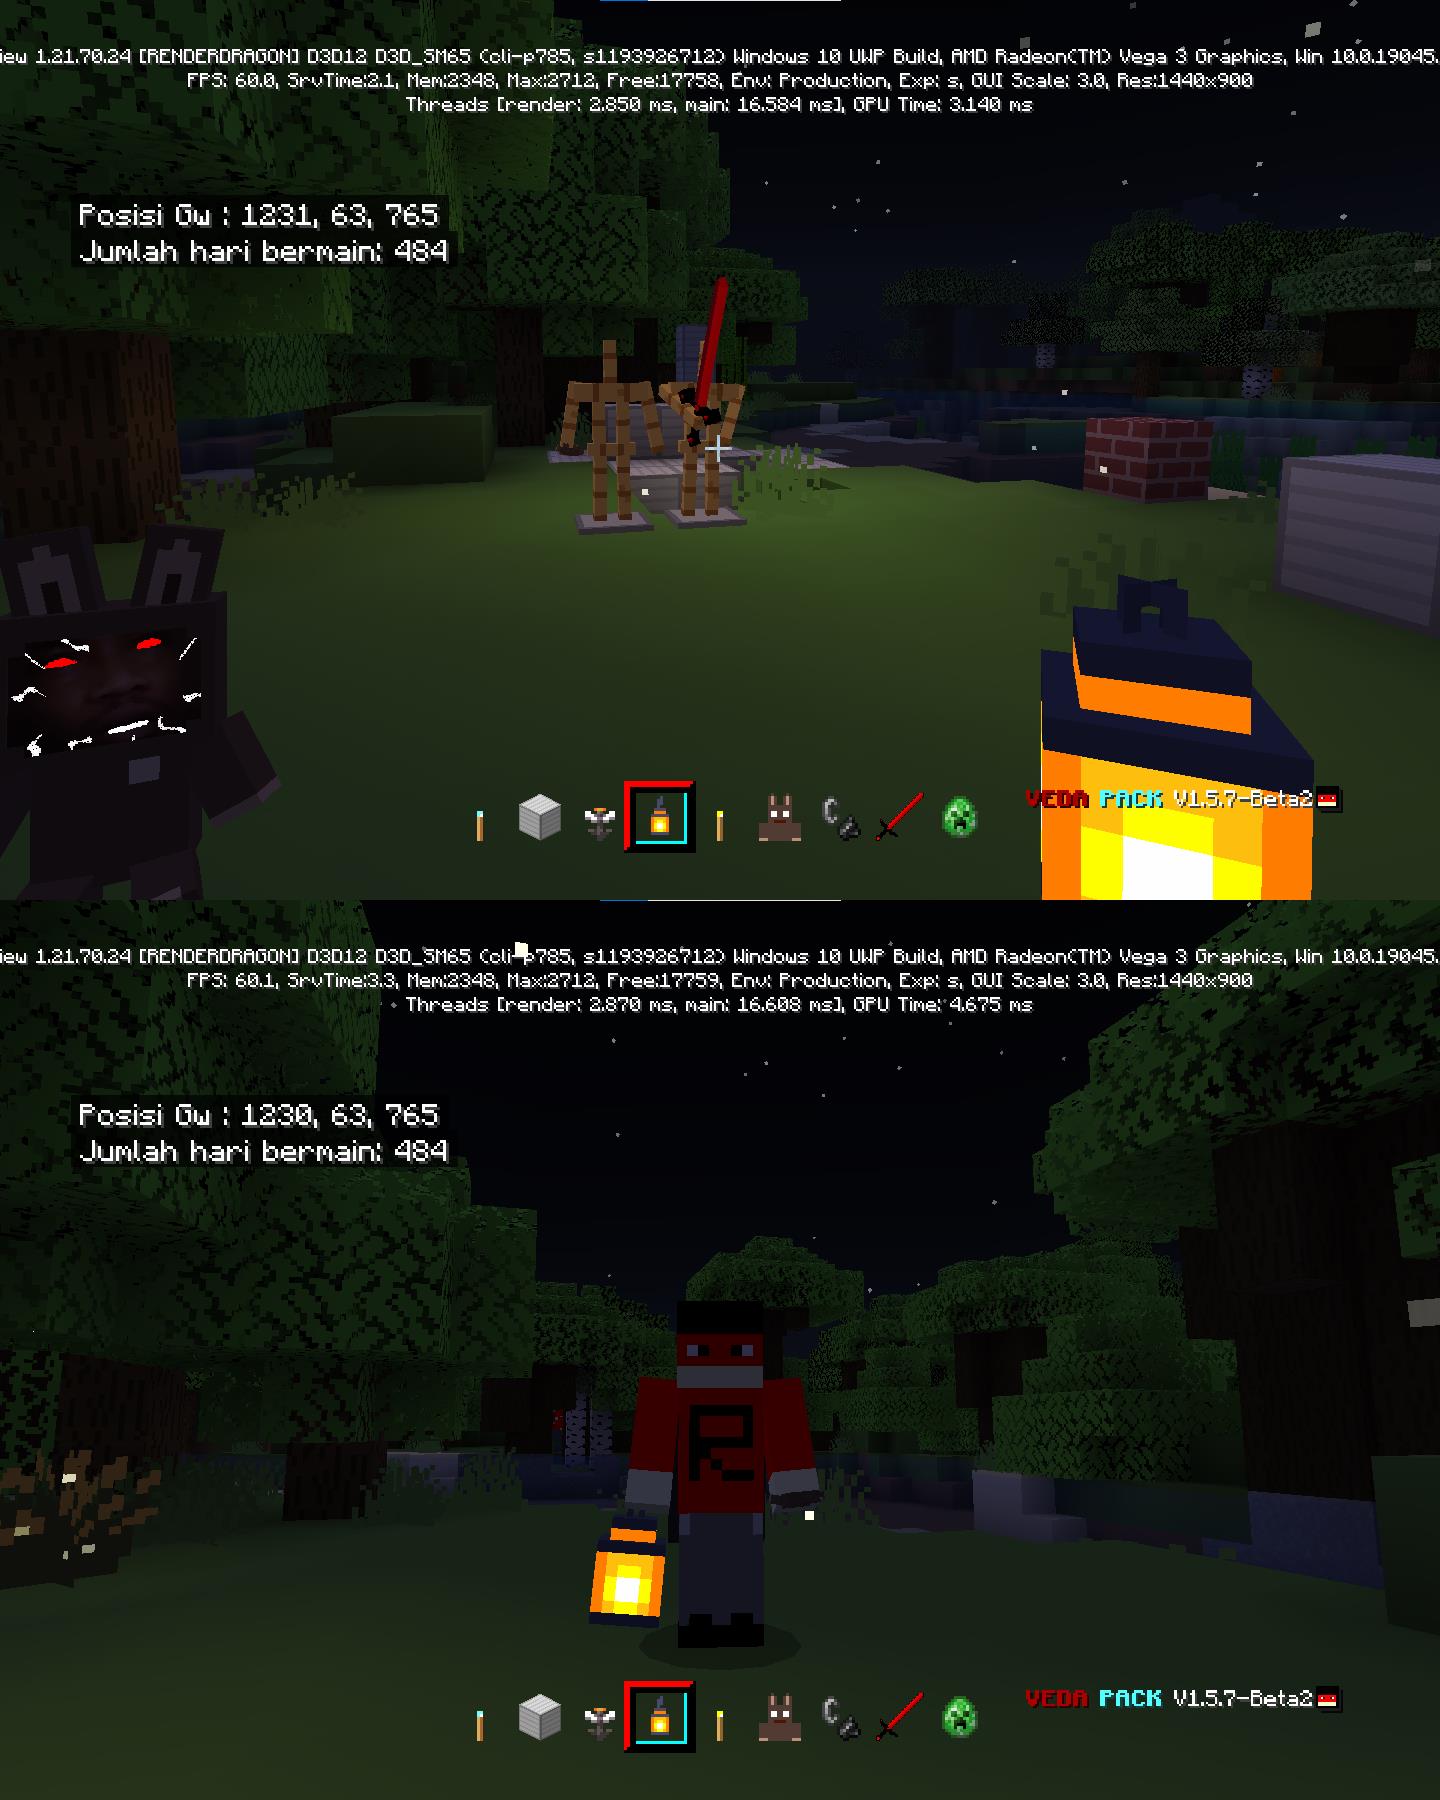 iew 1.21.70.24 [RENDERDRAGON] D3D12 D3D_SM65 (cli-p785, s1193926712) Windows 10 UWP Build, AMD Radeon(TM) Vega 3 Graphics, Win 10.0.19045.
FPS: 60.0, SrvTime:2.1, Mem:2348, Max:2712, Free:17758, Env: Production, Exp: s, GUI Scale: 3.0, Res:1440x900
Threads [render: 2.850 ms, main: 16.584 ms], GPU Time: 3.140 ms
Posisi Gw : 1231, 63, 765
Jumlah hari bermain: 484
VEDA PACK V1.5.7-Beta2
iew 1.21.70.24 [RENDERDRAGON] D3D12 D3D_SM65 (cli-p785, s1193926712) Windows 10 UWP Build, AMD Radeon(TM) Vega 3 Graphics, Win 10.0.19045.
FPS: 60.1, SrvTime:3.3, Mem:2348, Max:2712, Free:17759, Env: Production, Exp: s, GUI Scale: 3.0, Res:1440x900
Threads [render: 2.870 ms, main: 16.608 ms], GPU Time: 4.675 ms
Posisi Gw : 1230, 63, 765
Jumlah hari bermain: 484
R
VEDA PACK V1.5.7-Beta2